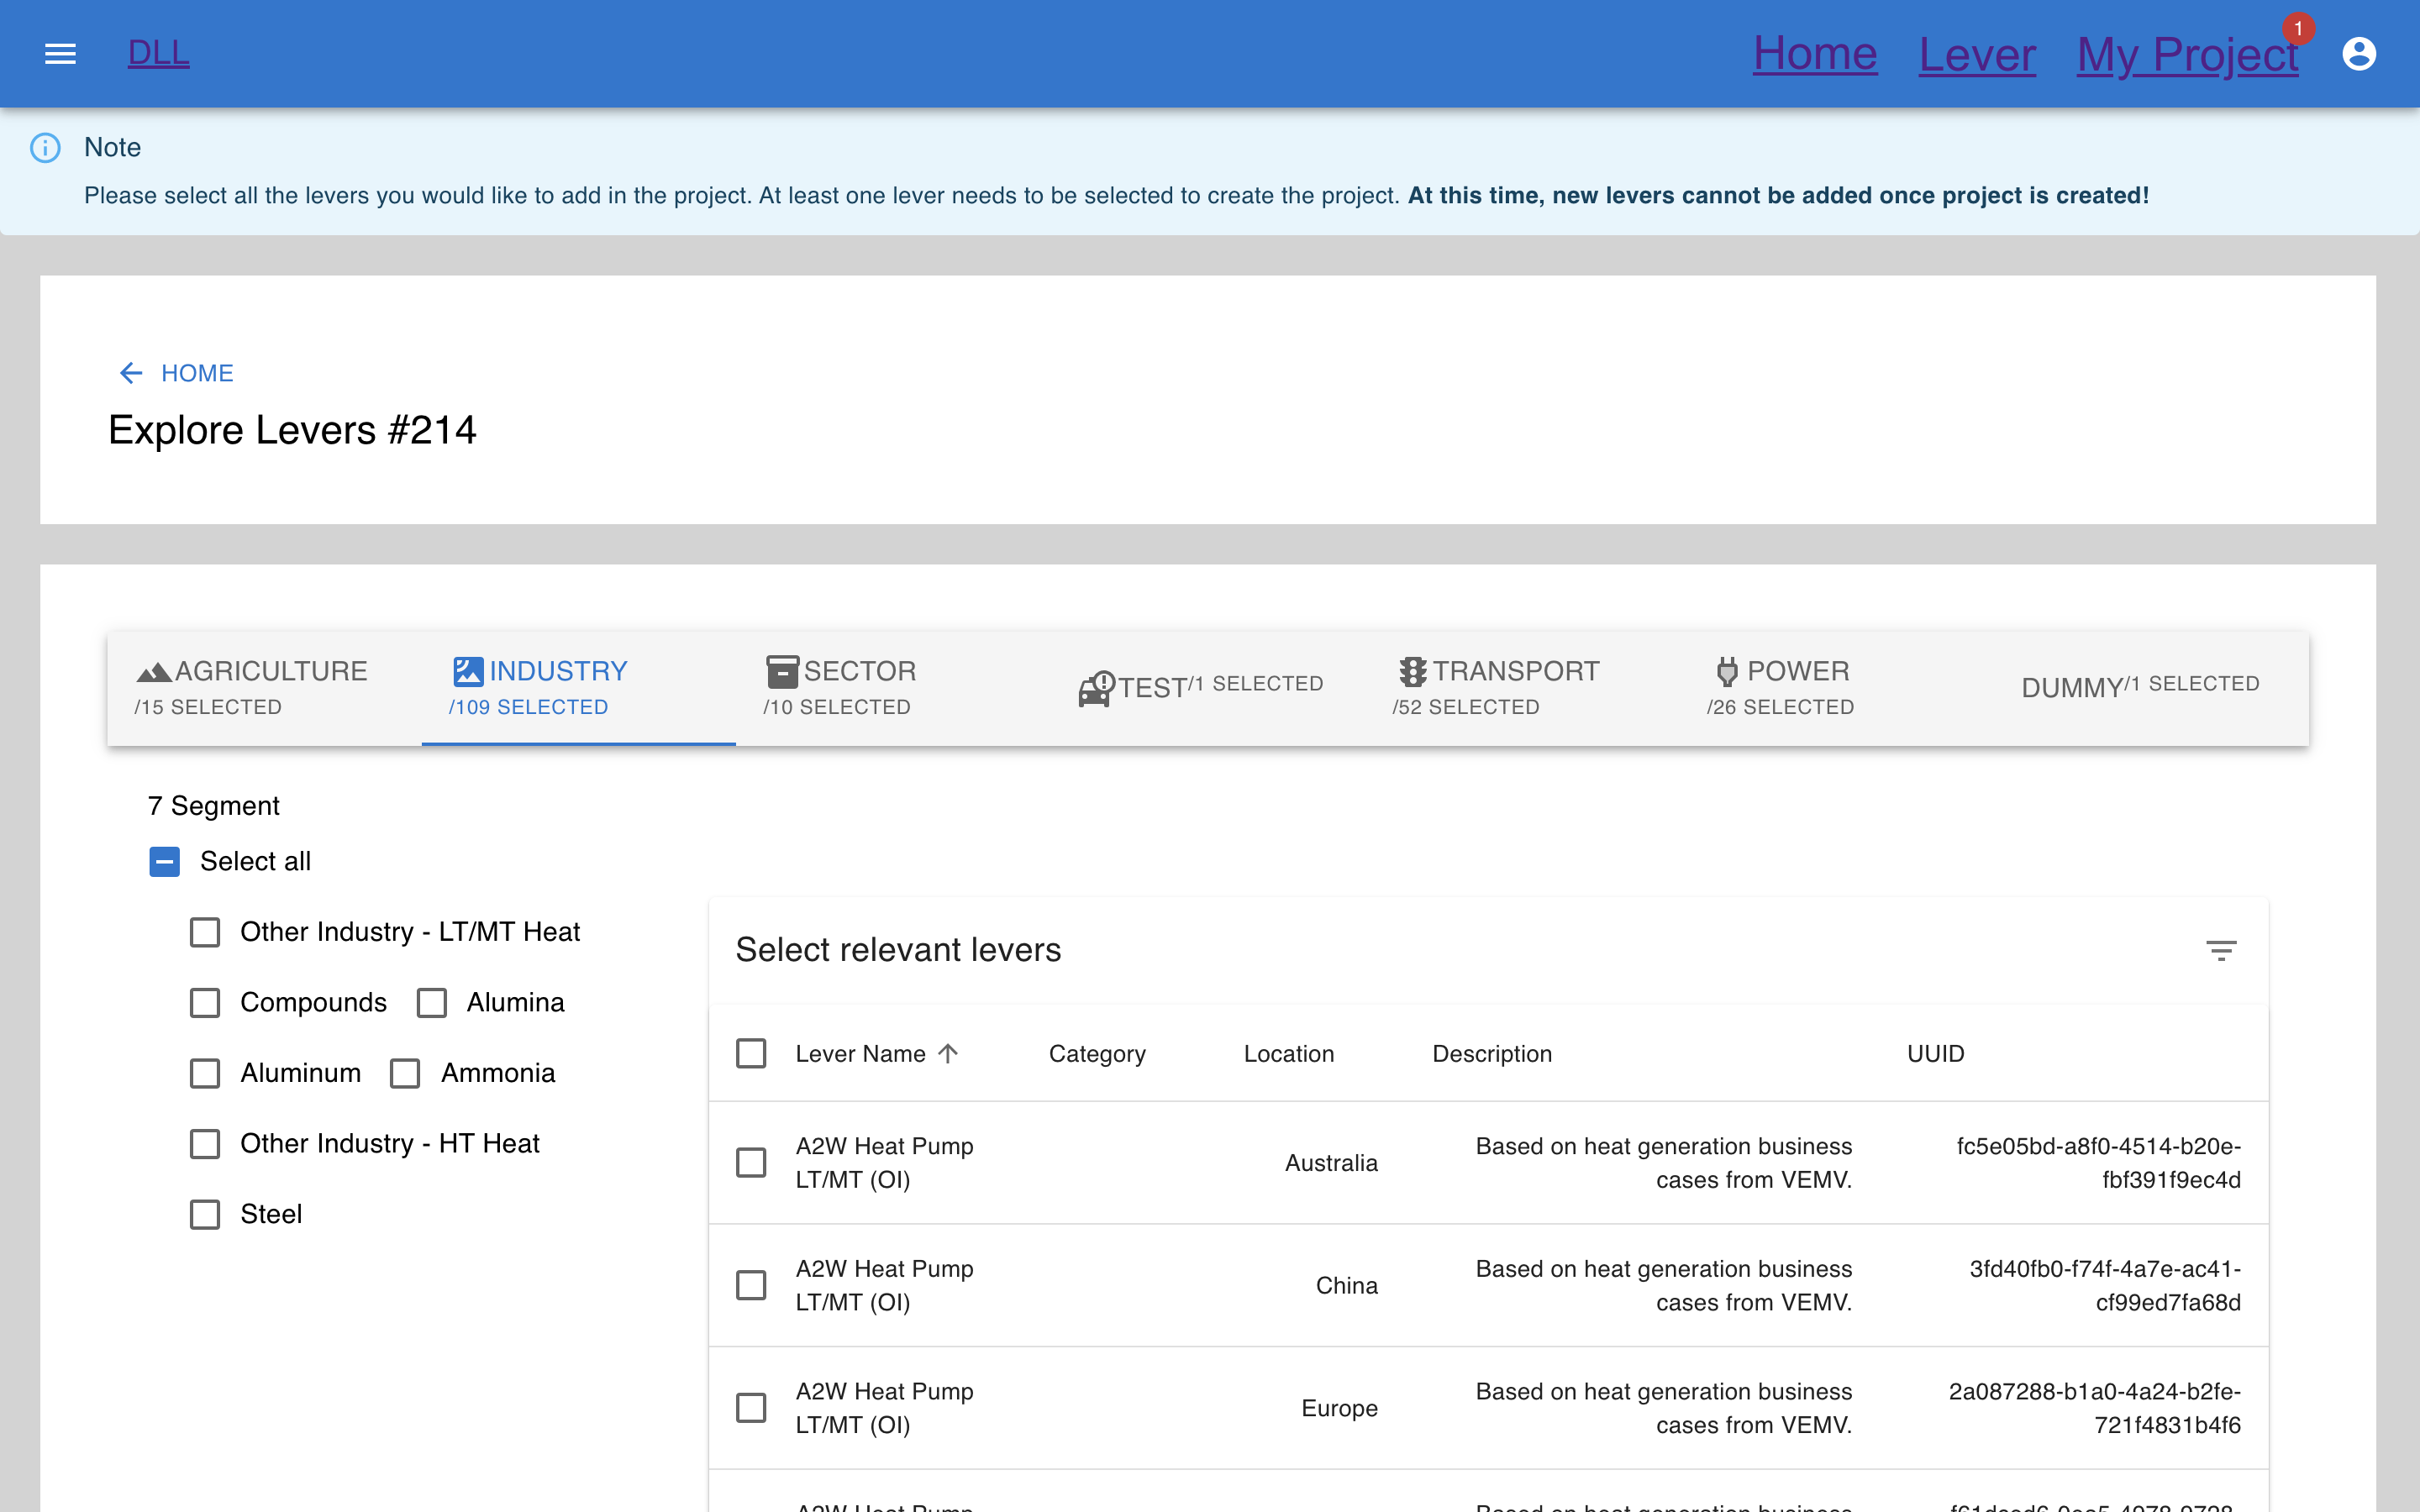 DLL
Home Lever My Project 1
Note
Please select all the levers you would like to add in the project. At least one lever needs to be selected to create the project. At this time, new levers cannot be added once project is created!
HOME
Explore Levers #214
AGRICULTURE
/15 SELECTED
INDUSTRY
/109 SELECTED
SECTOR
/10 SELECTED
TEST/1 SELECTED
TRANSPORT
/52 SELECTED
POWER
/26 SELECTED
DUMMY/1 SELECTED
7 Segment
Select all
Other Industry - LT/MT Heat
Compounds Alumina
Aluminum Ammonia
Other Industry - HT Heat
Steel
Select relevant levers
Lever Name Category Location Description UUID
A2W Heat Pump
LT/MT (OI)
Australia
Based on heat generation business
cases from VEMV.
fc5e05bd-a8f0-4514-b20e-
fbf391f9ec4d
A2W Heat Pump
LT/MT (OI)
China
Based on heat generation business
cases from VEMV.
3fd40fb0-f74f-4a7e-ac41-
cf99ed7fa68d
A2W Heat Pump
LT/MT (OI)
Europe
Based on heat generation business
cases from VEMV.
2a087288-b1a0-4a24-b2fe-
721f4831b4f6
A2W Heat Pump
Based on heat generation business